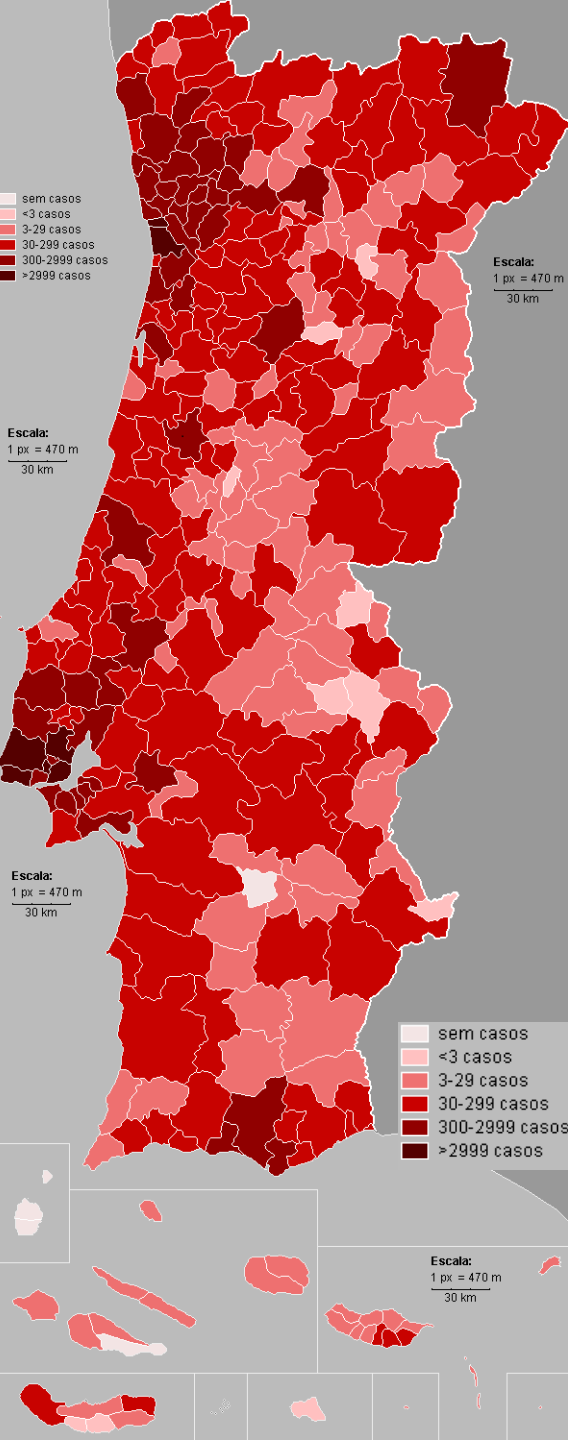 sem casos
<3 casos
3-29 casos
30-299 casos
300-2999 casos
>2999 casos
Escala:
1 px = 470 m
30 km
Escala:
1 px = 470 m
30 km
Escala:
1 px = 470 m
30 km
sem casos
<3 casos
3-29 casos
30-299 casos
300-2999 casos
>2999 casos
Escala:
1 px = 470 m
30 km